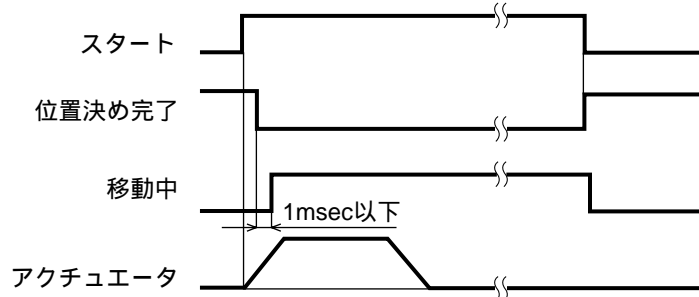 スタート
位置決め完了
移動中
1msec以下
アクチュエータ